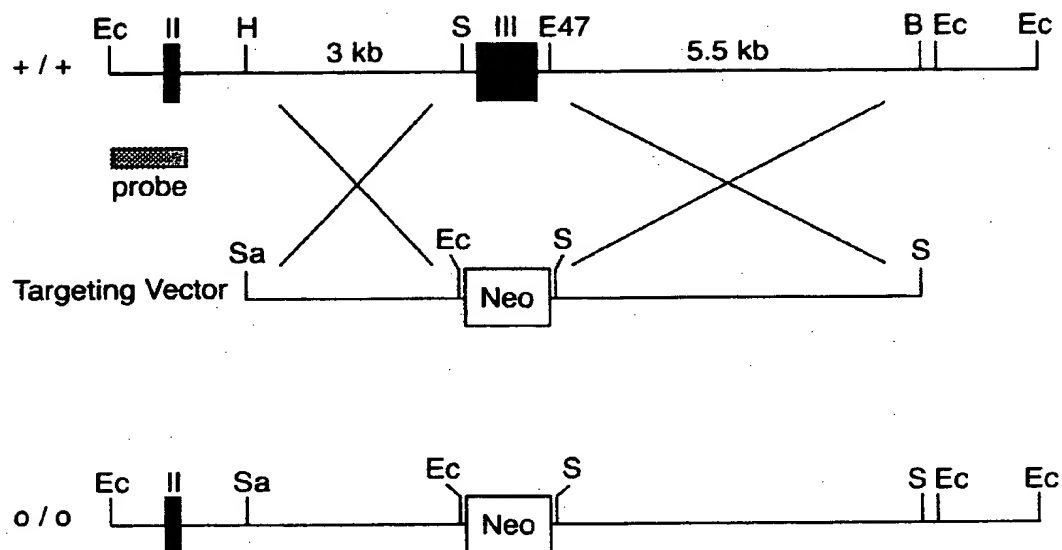 Ec II H S III E47 B Ec Ec
+ / + 3 kb 5.5 kb
probe
Sa Ec S S
Targeting Vector Neo
Ec II Sa Ec S S Ec Ec
o / o Neo